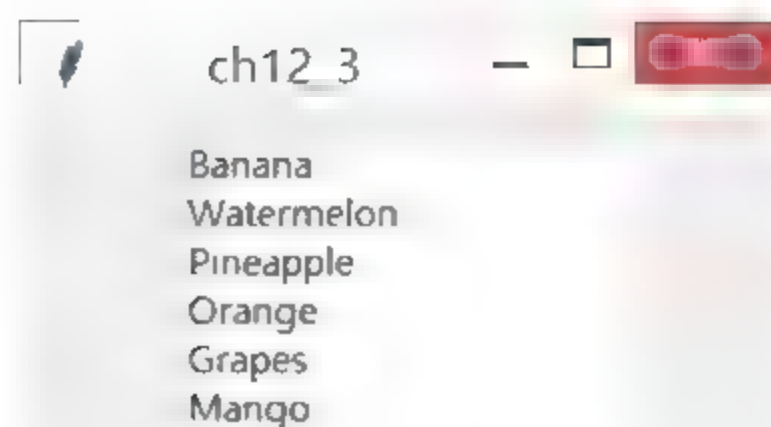 ch12_3
Banana
Watermelon
Pineapple
Orange
Grapes
Mango